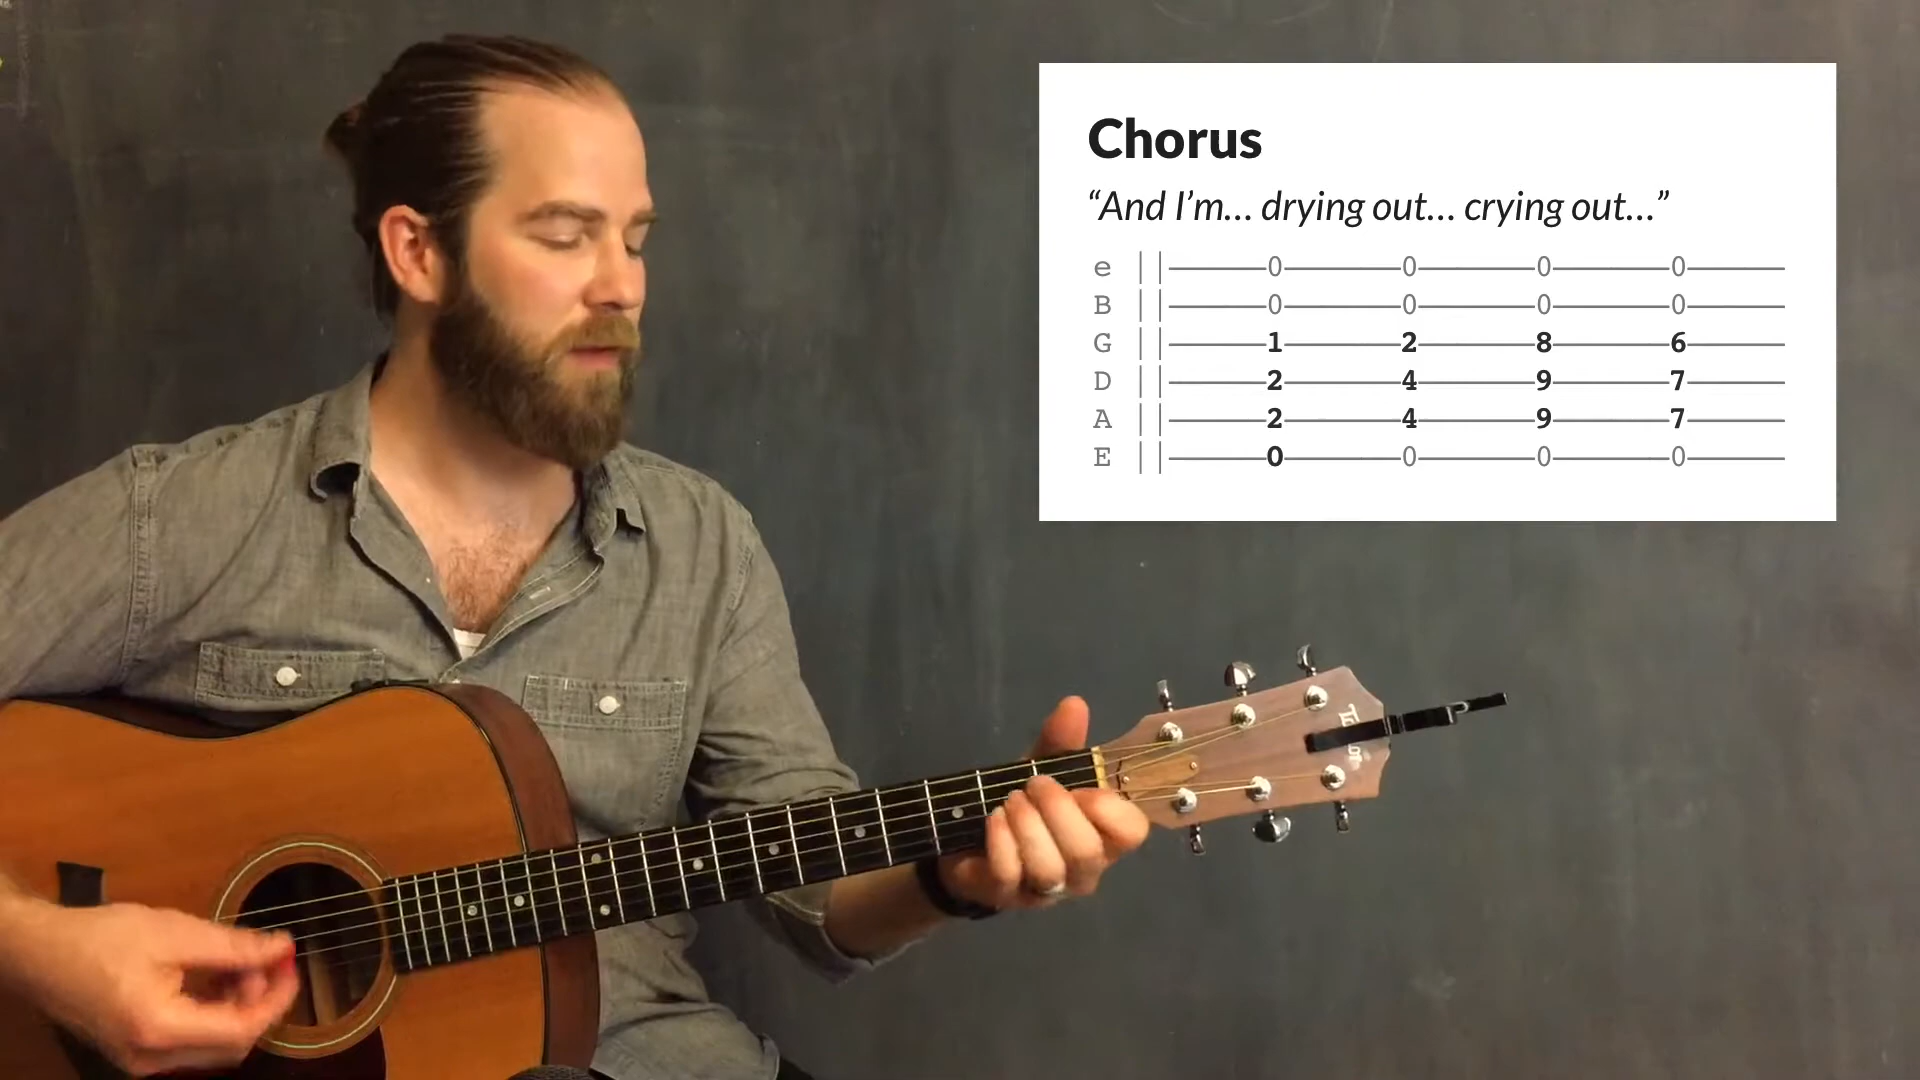 Chorus
“And I’m… drying out… crying out…”
e ||———0———0———0———0———
B ||———0———0———0———0———
G ||———1———2———8———6———
D ||———2———4———9———7———
A ||———2———4———9———7———
E ||———0———0———0———0———